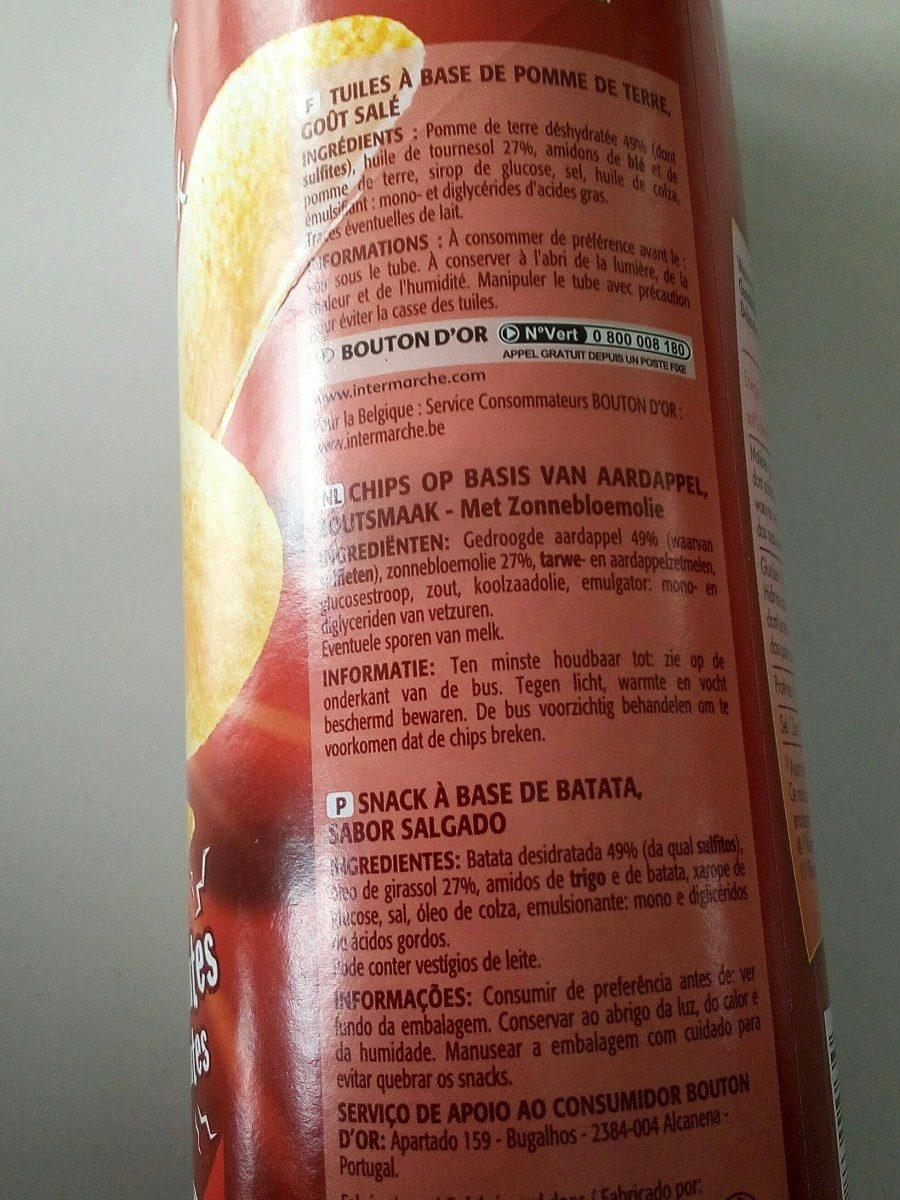 F TUILES À BASE DE POMME DE TERRE,
GOÛT SALÉ
INGRÉDIENTS : Pomme de terre déshydratée 49% (dont
sulfites), huile de tournesol 27%, amidons de blé et de
pomme de terre, sirop de glucose, sel, huile de colza,
émulsifiant : mono- et diglycérides d'acides gras.
Traces éventuelles de lait.
INFORMATIONS : À consommer de préférence avant le :
voir sous le tube. À conserver à l'abri de la lumière, de la
chaleur et de l'humidité. Manipuler le tube avec précaution
pour éviter la casse des tuiles.
BOUTON D'OR N°Vert 0 800 008 180
APPEL GRATUIT DEPUIS UN POSTE FIXE
www.intermarche.com
Pour la Belgique : Service Consommateurs BOUTON D'OR :
www.intermarche.be
NL CHIPS OP BASIS VAN AARDAPPEL,
ZOUTSMAAK - Met Zonnebloemolie
INGREDIËNTEN: Gedroogde aardappel 49% (waarvan
sulfieten), zonnebloemolie 27%, tarwe- en aardappelzetmelen,
glucosestroop, zout, koolzaadolie, emulgator: mono- en
diglyceriden van vetzuren.
Eventuele sporen van melk.
INFORMATIE: Ten minste houdbaar tot: zie op de
onderkant van de bus. Tegen licht, warmte en vocht
beschermd bewaren. De bus voorzichtig behandelen om te
voorkomen dat de chips breken.
P SNACK À BASE DE BATATA,
SABOR SALGADO
INGREDIENTES: Batata desidratada 49% (da qual sulfitos),
óleo de girassol 27%, amidos de trigo e de batata, xarope de
glucose, sal, óleo de colza, emulsionante: mono e diglicéridos
de ácidos gordos.
Pode conter vestígios de leite.
INFORMAÇÕES: Consumir de preferência antes de: ver
fundo da embalagem. Conservar ao abrigo da luz, do calor e
da humidade. Manusear a embalagem com cuidado para
evitar quebrar os snacks.
SERVIÇO DE APOIO AO CONSUMIDOR BOUTON
D'OR: Apartado 159 - Bugalhos - 2384-004 Alcanena -
Portugal.
/ Fabricado por: